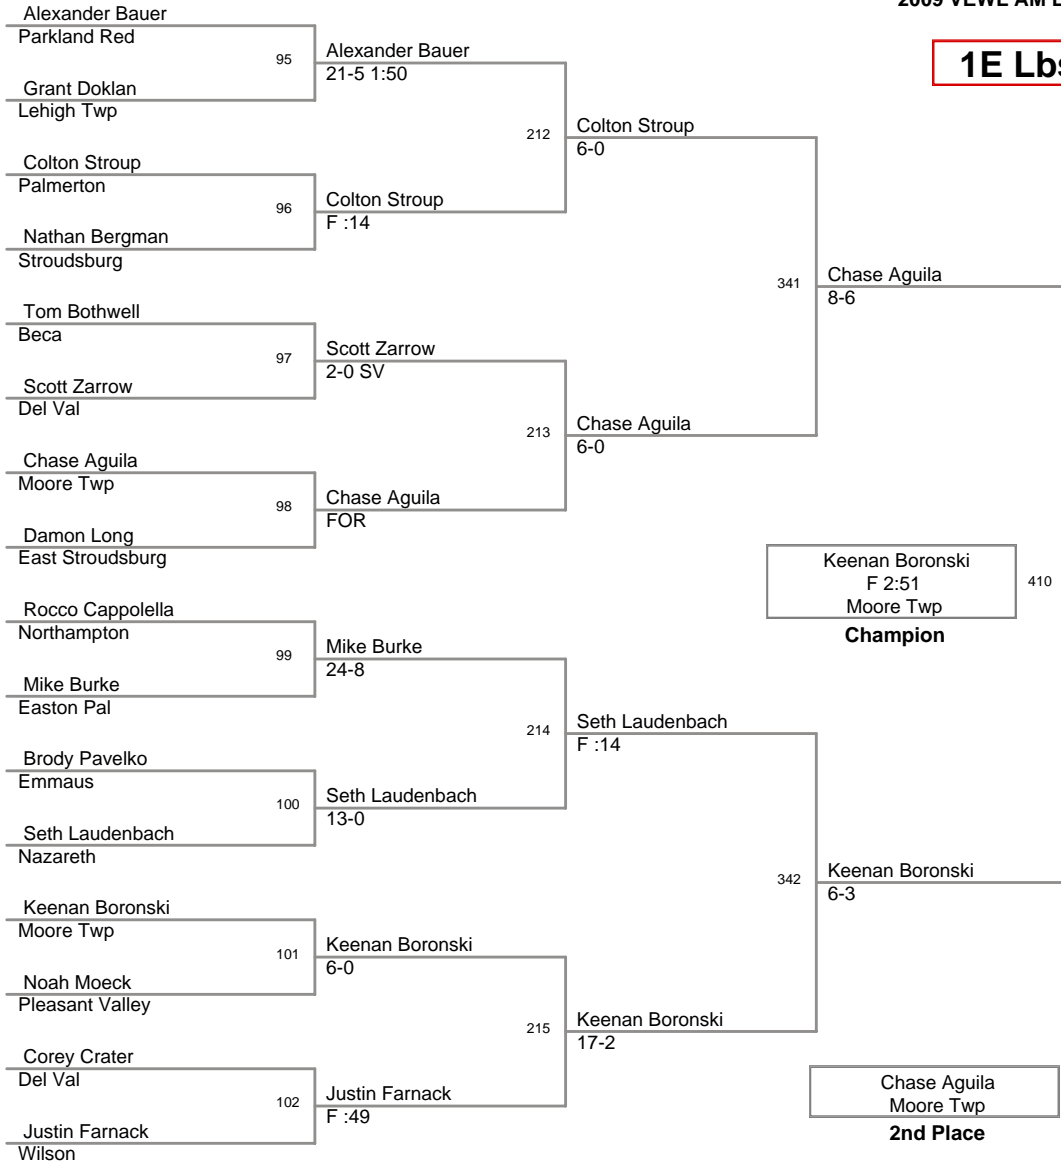 2009 VEWL AM
1E Lbs
Alexander Bauer
Parkland Red
95
Grant Doklan
Lehigh Twp
Colton Stroup
Palmerton
96
Nathan Bergman
Stroudsburg
Tom Bothwell
Beca
97
Scott Zarrow
Del Val
Chase Aguila
Moore Twp
98
Damon Long
East Stroudsburg
Rocco Cappolella
Northampton
99
Mike Burke
Easton Pal
Brody Pavelko
Emmaus
100
Seth Laudenbach
Nazareth
Keenan Boronski
Moore Twp
101
Noah Moeck
Pleasant Valley
Corey Crater
Del Val
102
Justin Farnack
Wilson
Alexander Bauer
21-5 1:50
212
Colton Stroup
F :14
Scott Zarrow
2-0 SV
213
Chase Aguila
FOR
Mike Burke
24-8
214
Seth Laudenbach
13-0
Keenan Boronski
6-0
215
Justin Farnack
F :49
Colton Stroup
6-0
341
Chase Aguila
6-0
Seth Laudenbach
F :14
342
Keenan Boronski
17-2
Chase Aguila
8-6
Keenan Boronski
6-3
Keenan Boronski
F 2:51
Moore Twp
410
Champion
Chase Aguila
Moore Twp
2nd Place